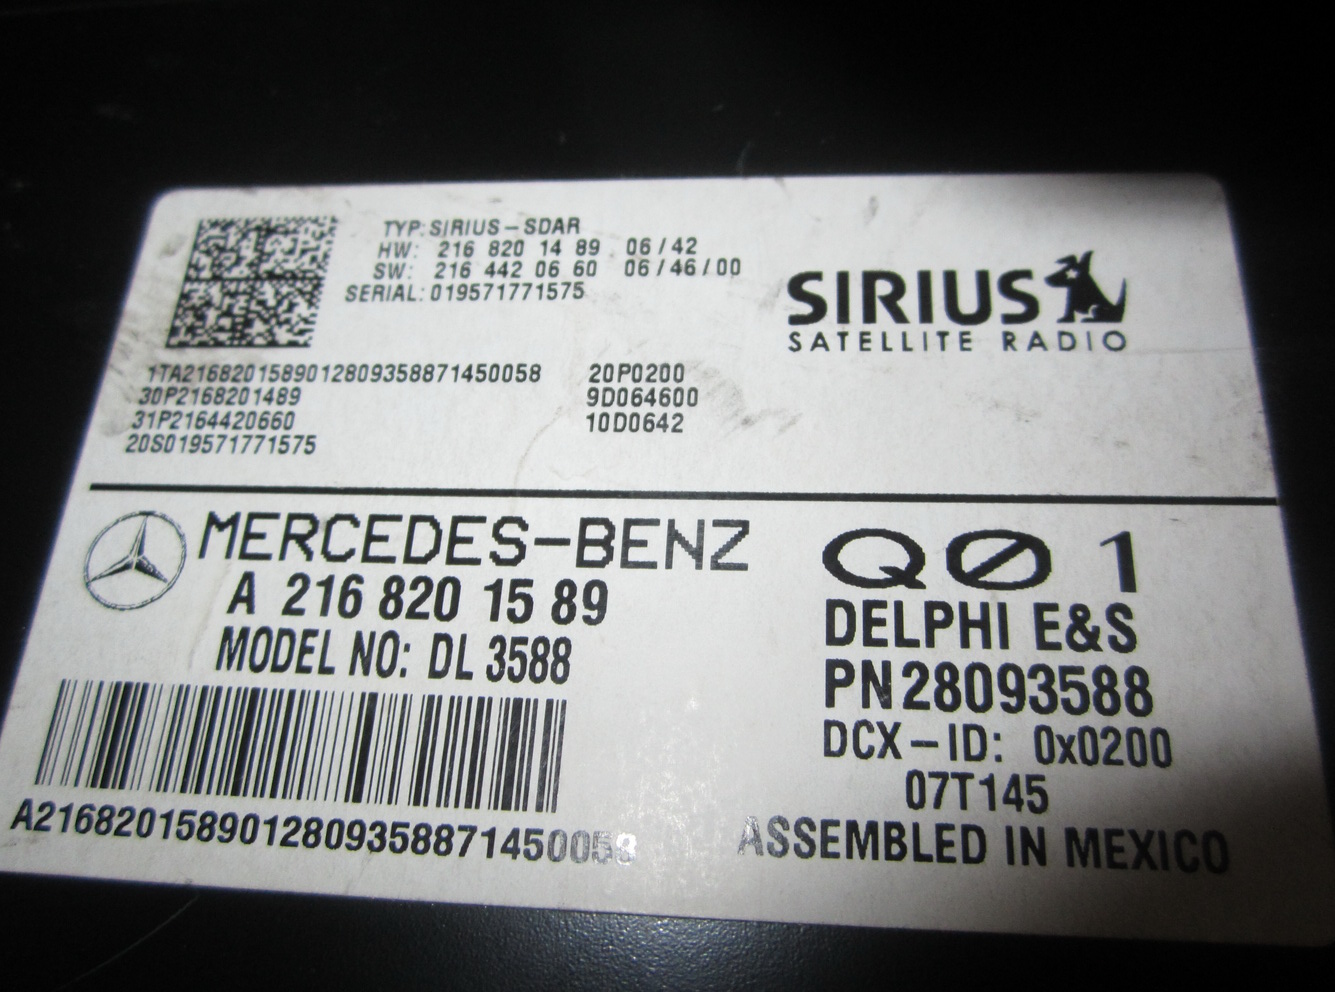 TYP: SIRIUS-SDAR
HW: 216 820 14 89 06/42
SW: 216 442 06 60 06/46/00
SERIAL: 019571771575
SIRIUS
SATELLITE RADIO
1TA2168201589012809358871450058 20P0200
30P2168201489 9D064600
31P2164420660 10D0642
20S019571771575
MERCEDES-BENZ
A 216 820 15 89
MODEL NO: DL 3588
A2168201589012809358871450058
QØ1
DELPHI E&S
PN28093588
DCX-ID: 0x0200
07T145
ASSEMBLED IN MEXICO